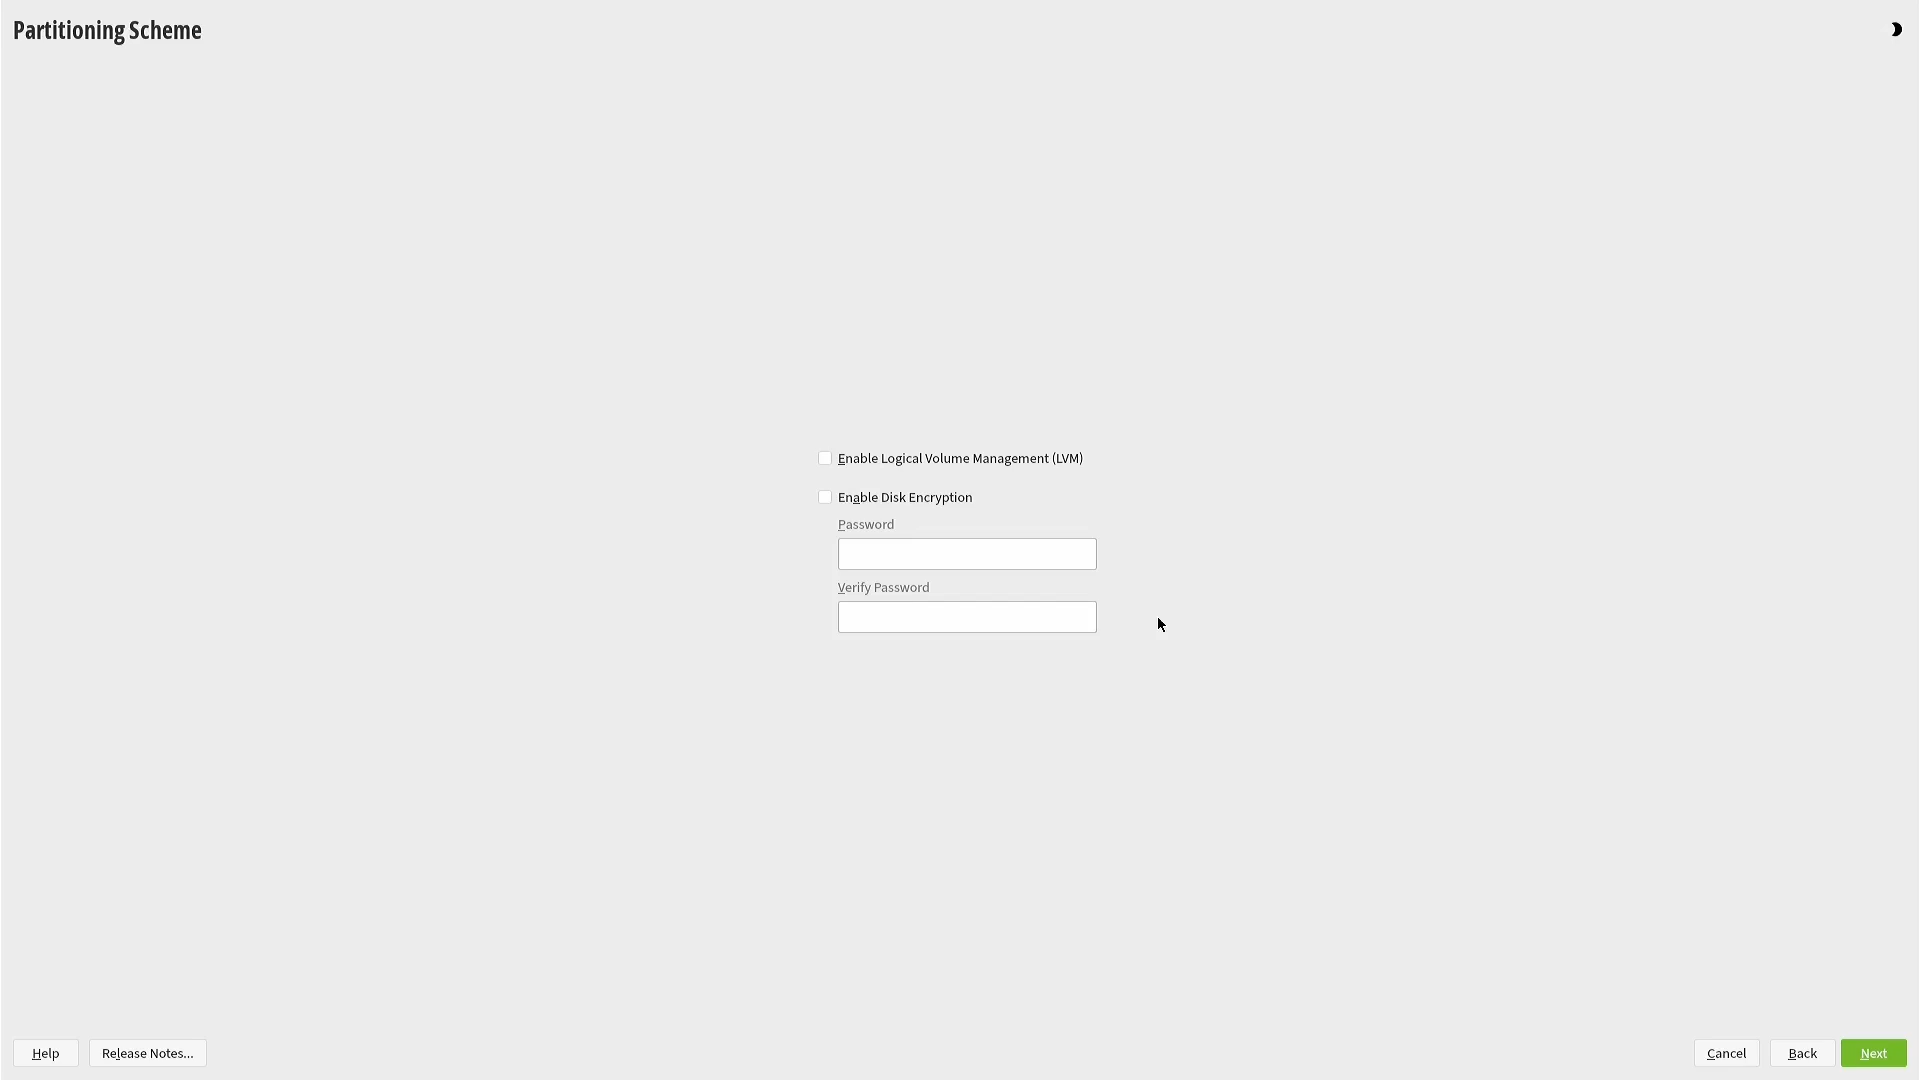 Partitioning Scheme
Enable Logical Volume Management (LVM)
Enable Disk Encryption
Password
Verify Password
Help
Release Notes...
Cancel
Back
Next